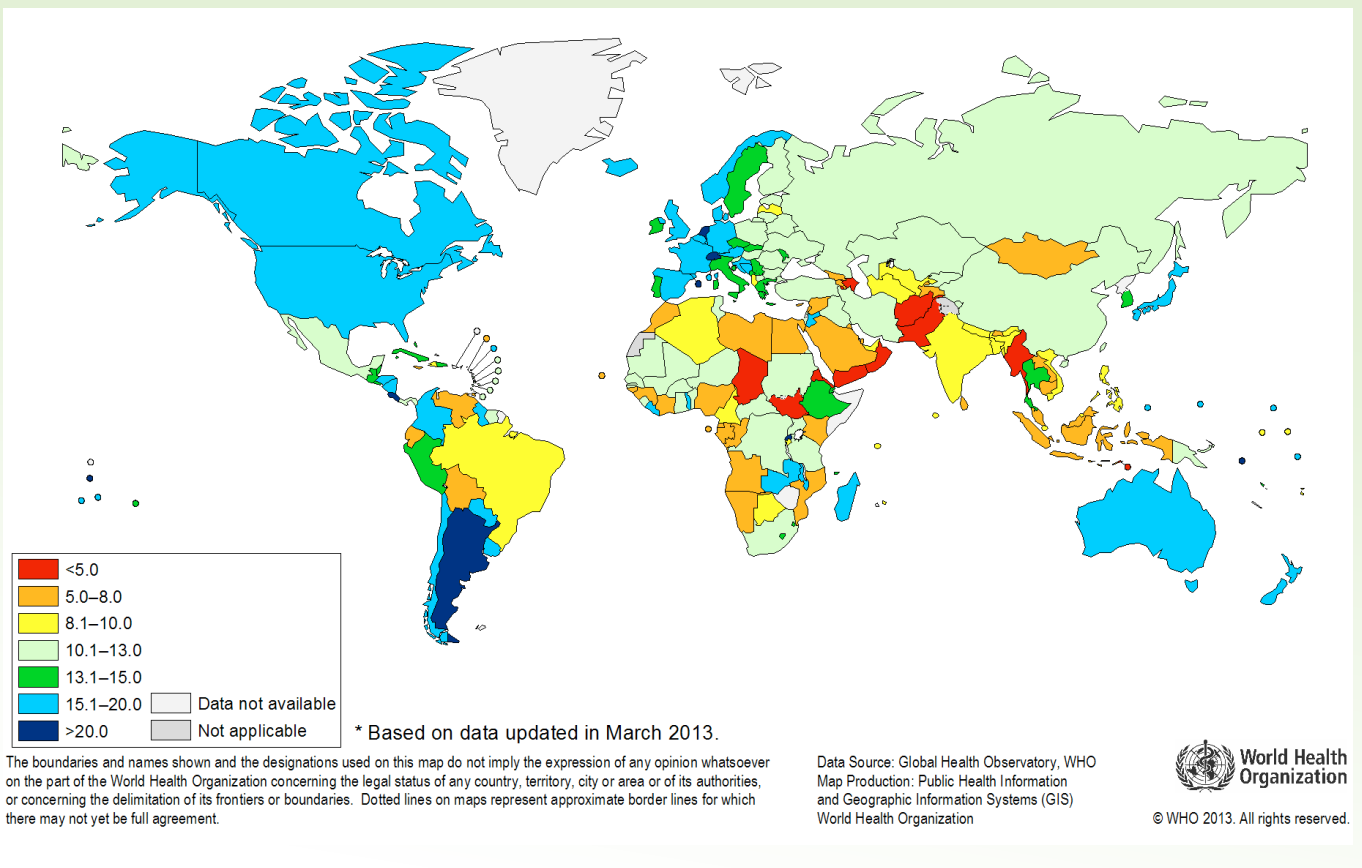 <5.0
5.0–8.0
8.1–10.0
10.1–13.0
13.1–15.0
15.1–20.0
>20.0
Data not available
Not applicable
* Based on data updated in March 2013.
The boundaries and names shown and the designations used on this map do not imply the expression of any opinion whatsoever
on the part of the World Health Organization concerning the legal status of any country, territory, city or area or of its authorities,
or concerning the delimitation of its frontiers or boundaries.  Dotted lines on maps represent approximate border lines for which
there may not yet be full agreement.
Data Source: Global Health Observatory, WHO
Map Production: Public Health Information
and Geographic Information Systems (GIS)
World Health Organization
World Health
Organization
© WHO 2013. All rights reserved.